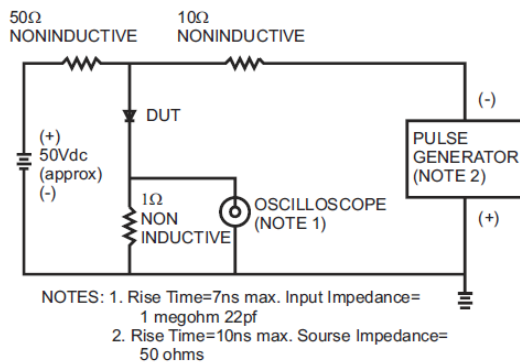 50Ω
NONINDUCTIVE
10Ω
NONINDUCTIVE
(+)
50Vdc
(approx)
(-)
DUT
1Ω
NON
INDUCTIVE
OSCILLOSCOPE
(NOTE 1)
(-)
PULSE
GENERATOR
(NOTE 2)
(+)
NOTES: 1. Rise Time=7ns max. Input Impedance=
1 megohm 22pf
2. Rise Time=10ns max. Sourse Impedance=
50 ohms